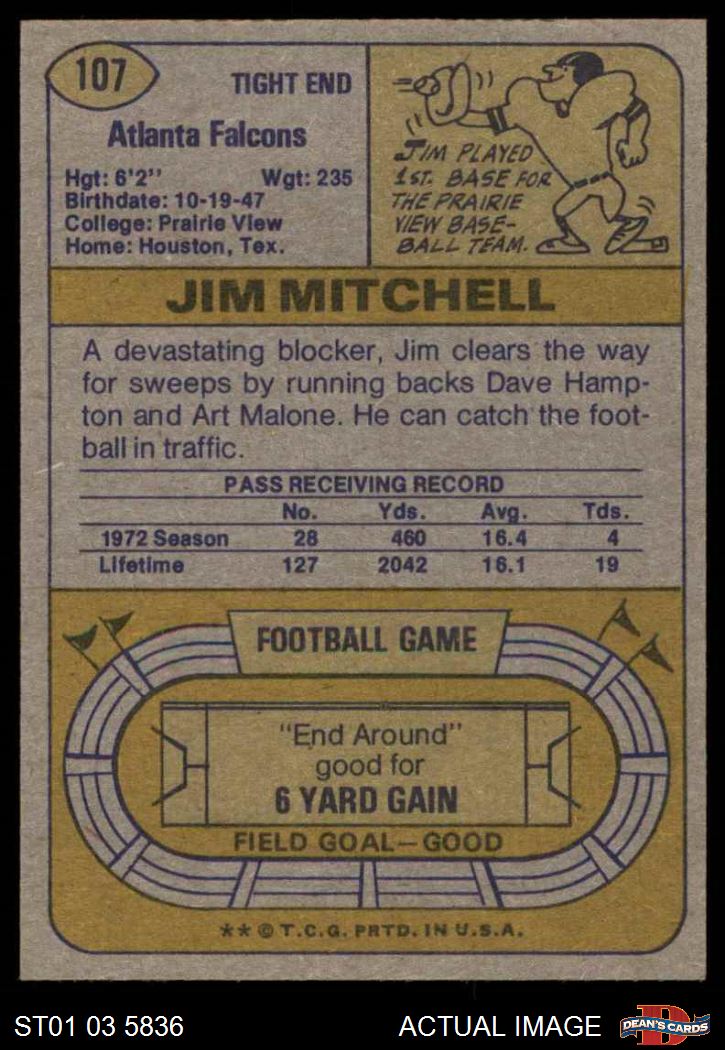 107
TIGHT END
Atlanta Falcons
Hgt: 6'2'' Wgt: 235
Birthdate: 10-19-47
College: Prairie View
Home: Houston, Tex.
JIM PLAYED
1ST. BASE FOR
THE PRAIRIE
VIEW BASE-
BALL TEAM.
JIM MITCHELL
A devastating blocker, Jim clears the way
for sweeps by running backs Dave Hamp-
ton and Art Malone. He can catch the foot-
ball in traffic.
PASS RECEIVING RECORD
No. Yds. Avg. Tds.
1972 Season 28 460 16.4 4
Lifetime 127 2042 16.1 19
FOOTBALL GAME
"End Around"
good for
6 YARD GAIN
FIELD GOAL—GOOD
** © T.C.G. PRTD. IN U.S.A.
ST01 03 5836 ACTUAL IMAGE
D
DEAN'S CARDS